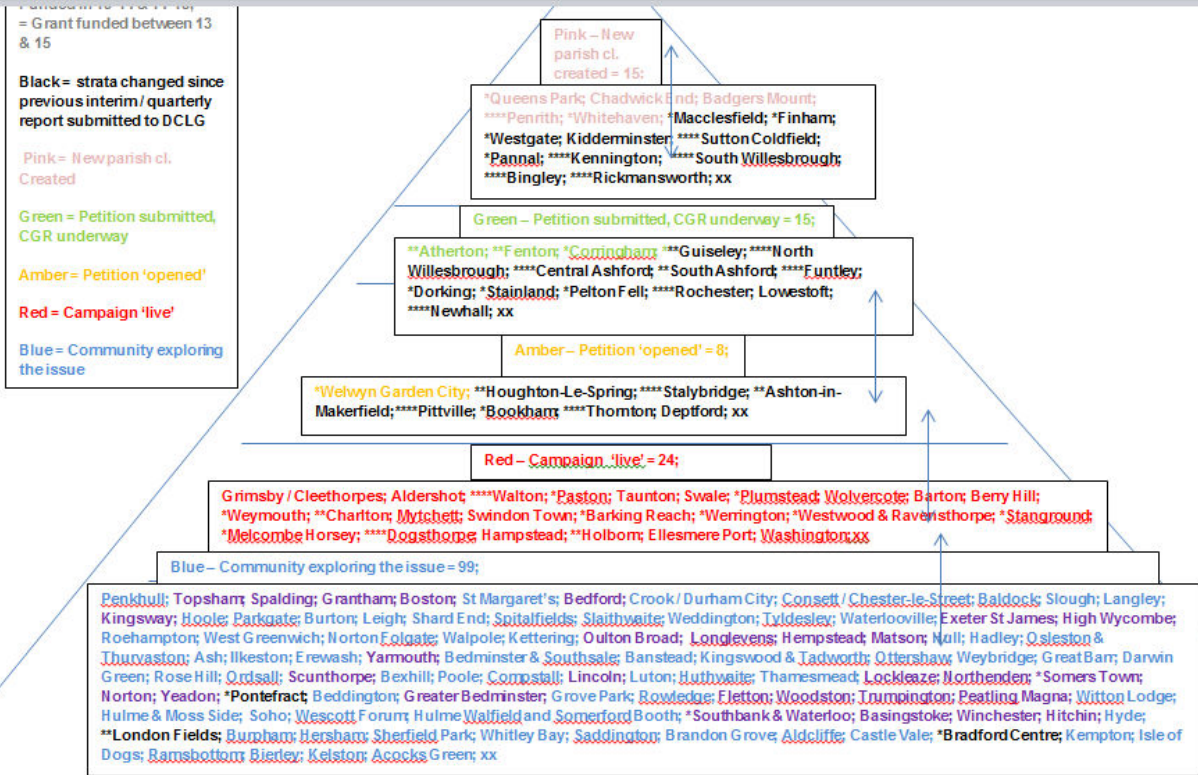 = Grant funded between 13
& 15
Black = strata changed since
previous interim / quarterly
report submitted to DCLG
Pink = New parish cl.
Created
Green = Petition submitted,
CGR underway
Amber = Petition ‘opened’
Red = Campaign ‘live’
Blue = Community exploring
the issue
Pink – New
parish cl.
created = 15:
*Queens Park; Chadwick End; Badgers Mount;
****Penrith; *Whitehaven; *Macclesfield; *Finham;
*Westgate; Kidderminster; ****Sutton Coldfield;
*Pannal; ****Kennington; ****South Willesbrough;
****Bingley; ****Rickmansworth; xx
Green – Petition submitted, CGR underway = 15;
**Atherton; **Fenton; *Corringham; ***Guiseley; ****North
Willesbrough; ****Central Ashford; **South Ashford; ****Funtley;
*Dorking; *Stainland; *Pelton Fell; ****Rochester; Lowestoft;
****Newhall; xx
Amber – Petition ‘opened’ = 8;
*Welwyn Garden City; **Houghton-Le-Spring; ****Stalybridge; **Ashton-in-
Makerfield; ****Pittville; *Bookham; ****Thornton; Deptford; xx
Red – Campaign ‘live’ = 24;
Grimsby / Cleethorpes; Aldershot; ****Walton; *Paston; Taunton; Swale; *Plumstead; Wolvercote; Barton; Berry Hill;
*Weymouth; **Charlton; Mytchett; Swindon Town; *Barking Reach; *Werrington; *Westwood & Ravensthorpe; *Stanground;
*Melcombe Horsey; ****Dogsthorpe; Hampstead; **Holborn; Ellesmere Port; Washington;xx
Blue – Community exploring the issue = 99;
Penkhull; Topsham; Spalding; Grantham; Boston; St Margaret’s; Bedford; Crook / Durham City; Consett / Chester-le-Street; Baldock; Slough; Langley;
Kingsway; Hoole; Parkgate; Burton; Leigh; Shard End; Spitalfields; Slaithwaite; Weddington; Tyldesley; Waterlooville; Exeter St James; High Wycombe;
Roehampton; West Greenwich; Norton Folgate; Walpole; Kettering; Oulton Broad; Longlevens; Hempstead; Matson; Hull; Hadley; Osleston &
Thurvaston; Ash; Ilkeston; Erewash; Yarmouth; Bedminster & Southsale; Banstead; Kingswood & Tadworth; Ottershaw; Weybridge; Great Barr; Darwin
Green; Rose Hill; Ordsall; Scunthorpe; Bexhill; Poole; Compstall; Lincoln; Luton; Huthwaite; Thamesmead; Lockleaze; Northenden; *Somers Town;
Norton; Yeadon; *Pontefract; Beddington; Greater Bedminster; Grove Park; Rowledge; Fletton; Woodston; Trumpington; Peatling Magna; Witton Lodge;
Hulme & Moss Side; Soho; Wescott Forum; Hulme Walfield and Somerford Booth; *Southbank & Waterloo; Basingstoke; Winchester; Hitchin; Hyde;
**London Fields; Burpham; Hersham; Sherfield Park; Whitley Bay; Saddington; Brandon Grove; Aldcliffe; Castle Vale; *Bradford Centre; Kempton; Isle of
Dogs; Ramsbottom; Bierley; Kelston; Acocks Green; xx